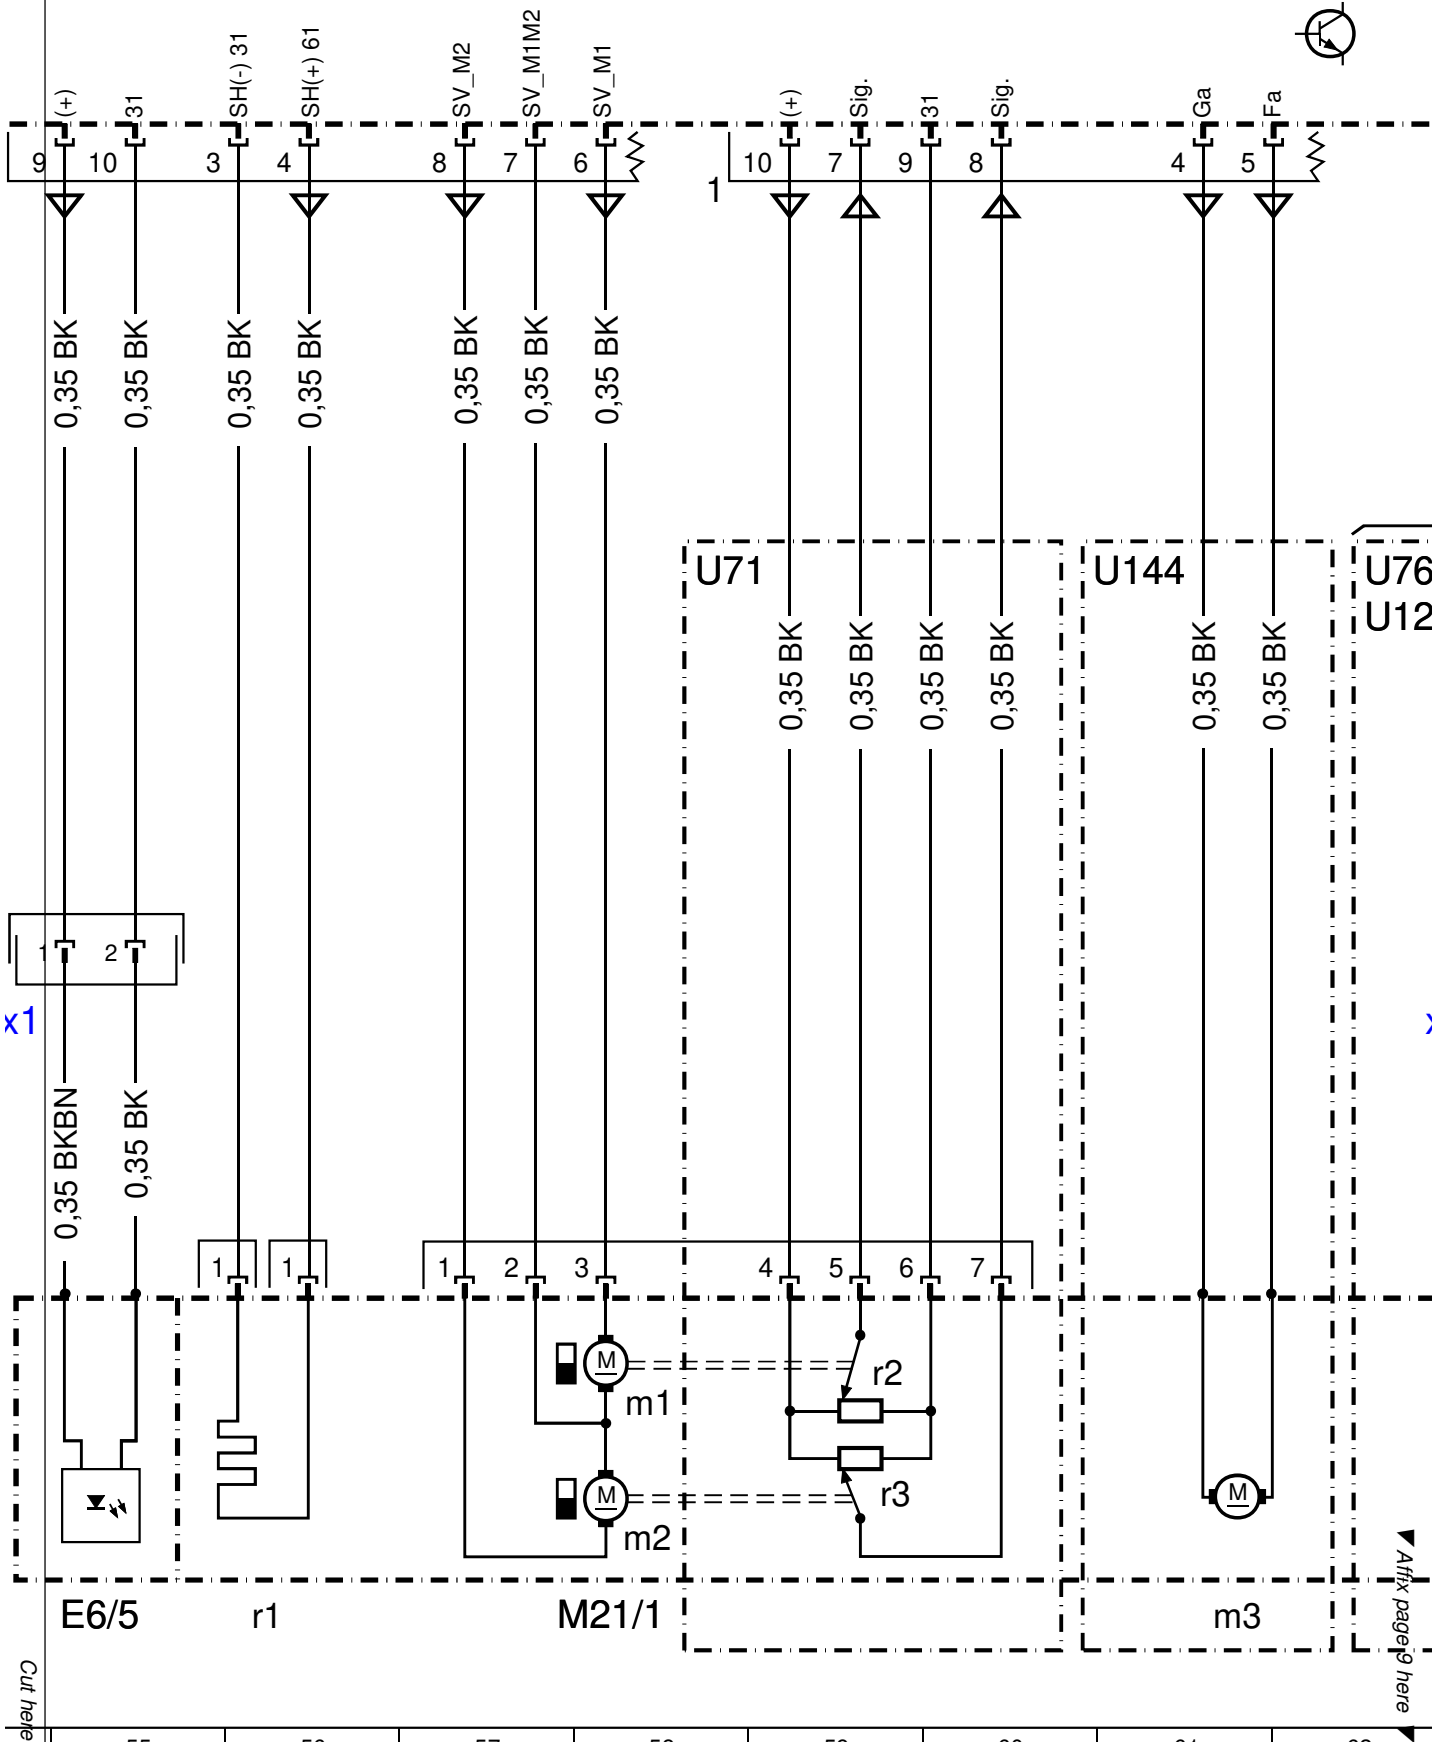 (+) 31 SH(-) 31 SH(+) 61 SV_M2 SV_M1M2 SV_M1 (+) Sig. 31 Sig. Ga Fa
9 10 3 4 8 7 6 10 7 9 8 4 5
1
0,35 BK 0,35 BK 0,35 BK 0,35 BK 0,35 BK 0,35 BK 0,35 BK
U71 U144 U76
U12
0,35 BK 0,35 BK 0,35 BK 0,35 BK 0,35 BK 0,35 BK
1 2
x1
0,35 BKBN 0,35 BK
1 1 1 2 3 4 5 6 7
M r2
m1
M r3 M
m2
E6/5 r1 M21/1 m3
Cut here
Affix page 9 here